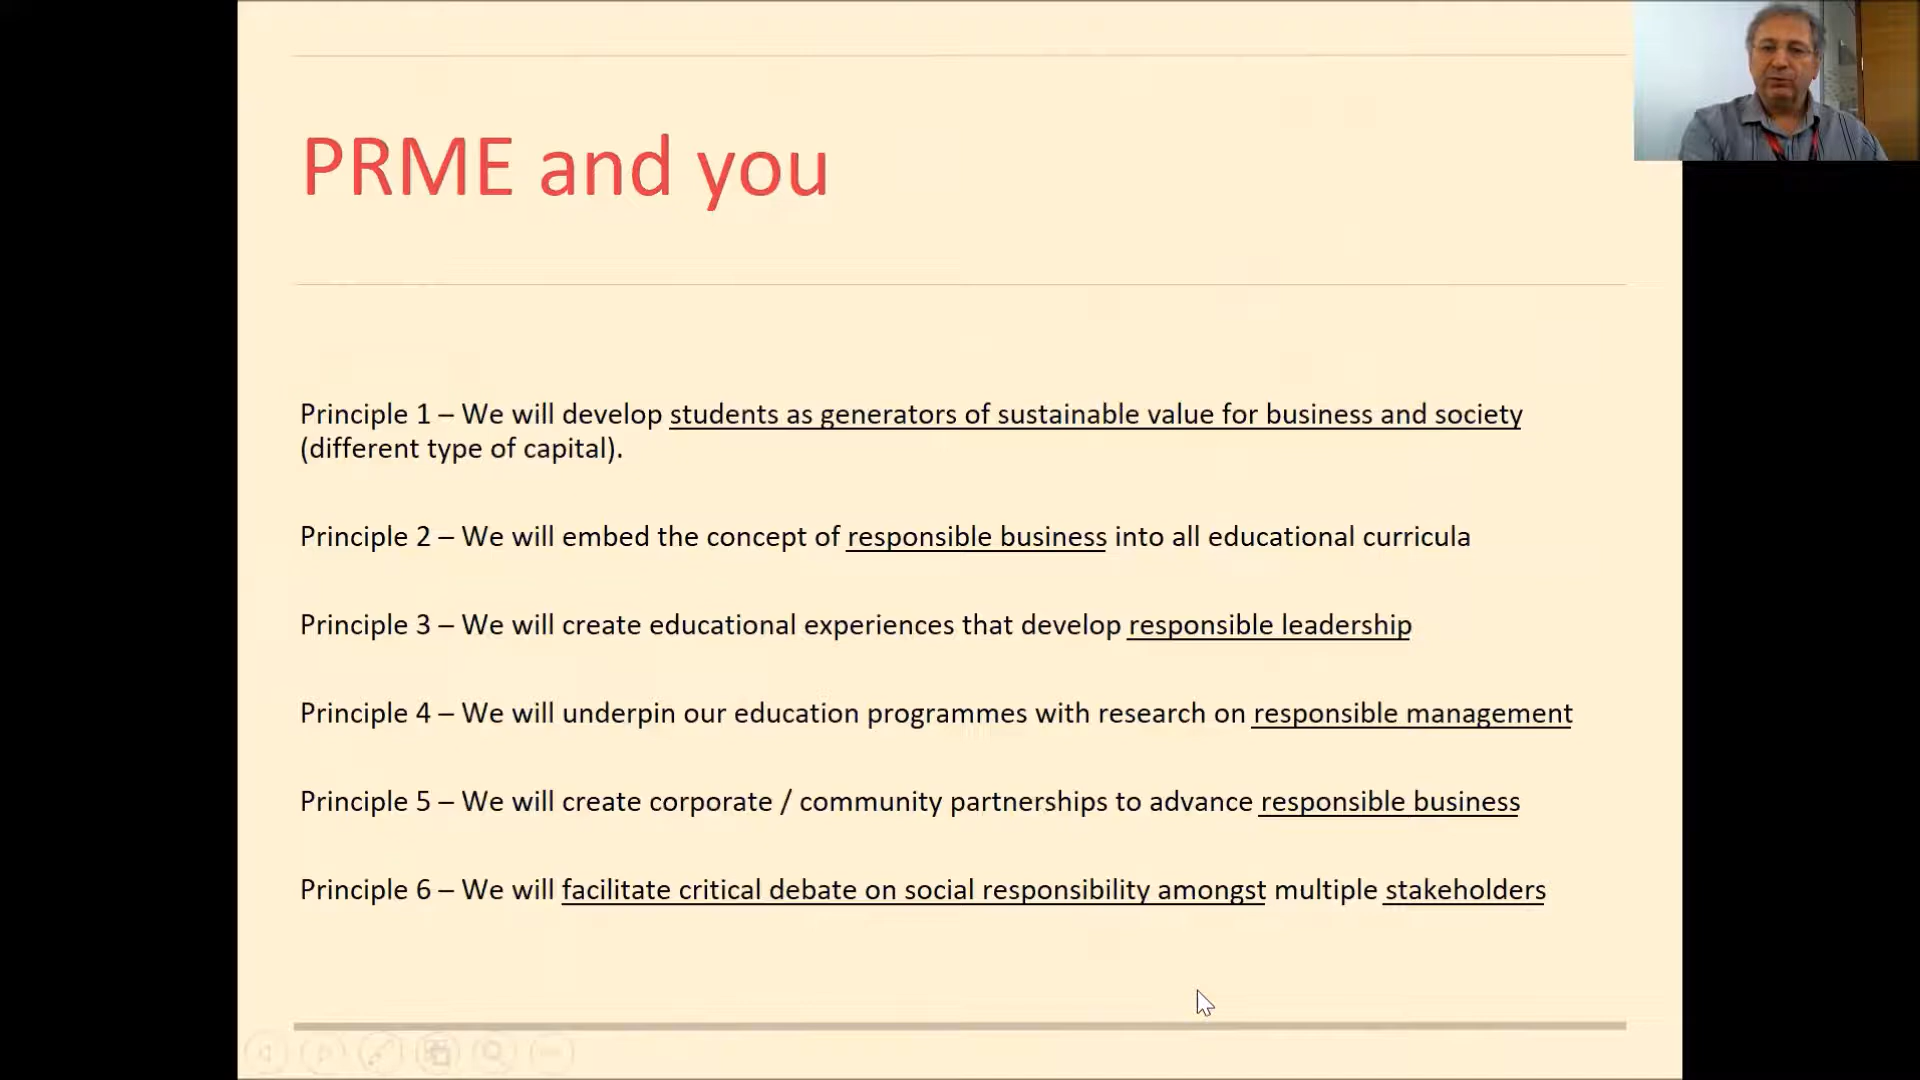 PRME and you
Principle 1 – We will develop students as generators of sustainable value for business and society
(different type of capital).
Principle 2 – We will embed the concept of responsible business into all educational curricula
Principle 3 – We will create educational experiences that develop responsible leadership
Principle 4 – We will underpin our education programmes with research on responsible management
Principle 5 – We will create corporate / community partnerships to advance responsible business
Principle 6 – We will facilitate critical debate on social responsibility amongst multiple stakeholders